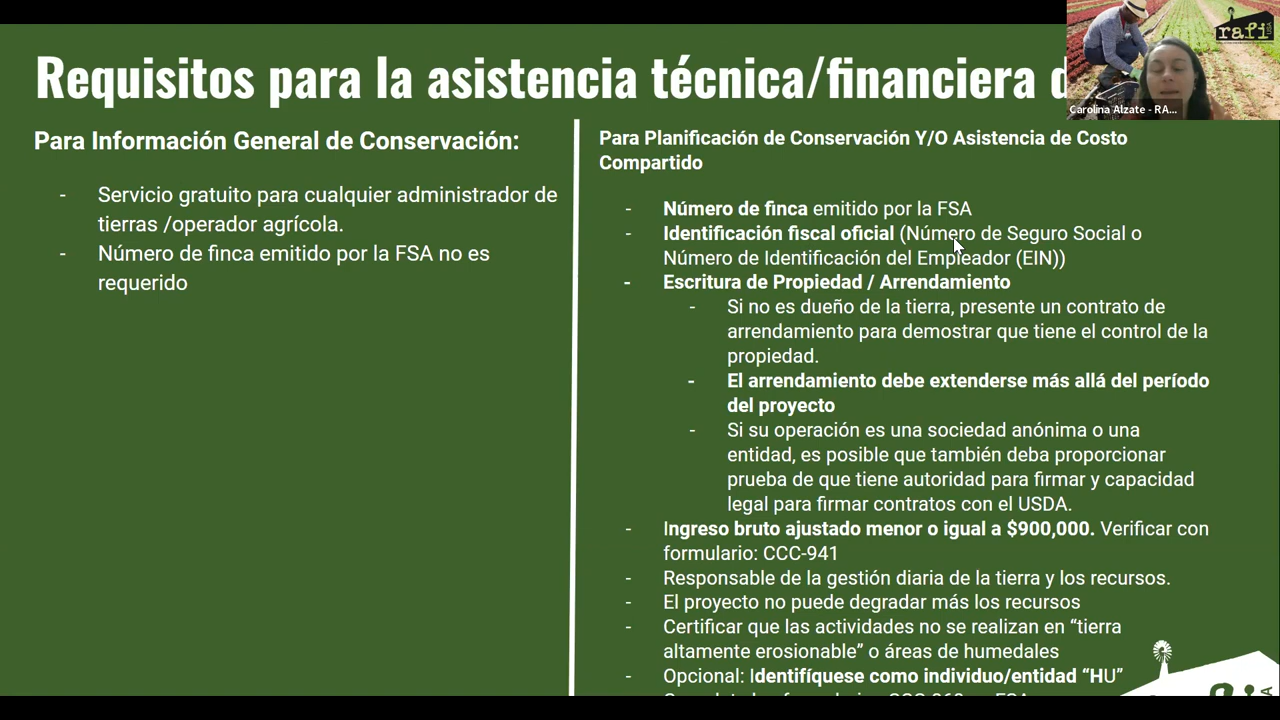 Requisitos para la asistencia técnica/financiera
rafi
USA
Carolina Alzate - RA...
Para Información General de Conservación:
- Servicio gratuito para cualquier administrador de
tierras /operador agrícola.
- Número de finca emitido por la FSA no es
requerido
Para Planificación de Conservación Y/O Asistencia de Costo
Compartido
- Número de finca emitido por la FSA
- Identificación fiscal oficial (Número de Seguro Social o
Número de Identificación del Empleador (EIN))
- Escritura de Propiedad / Arrendamiento
- Si no es dueño de la tierra, presente un contrato de
arrendamiento para demostrar que tiene el control de la
propiedad.
- El arrendamiento debe extenderse más allá del período
del proyecto
- Si su operación es una sociedad anónima o una
entidad, es posible que también deba proporcionar
prueba de que tiene autoridad para firmar y capacidad
legal para firmar contratos con el USDA.
- Ingreso bruto ajustado menor o igual a $900,000. Verificar con
formulario: CCC-941
- Responsable de la gestión diaria de la tierra y los recursos.
- El proyecto no puede degradar más los recursos
- Certificar que las actividades no se realizan en “tierra
altamente erosionable” o áreas de humedales
- Opcional: Identifíquese como individuo/entidad “HU”